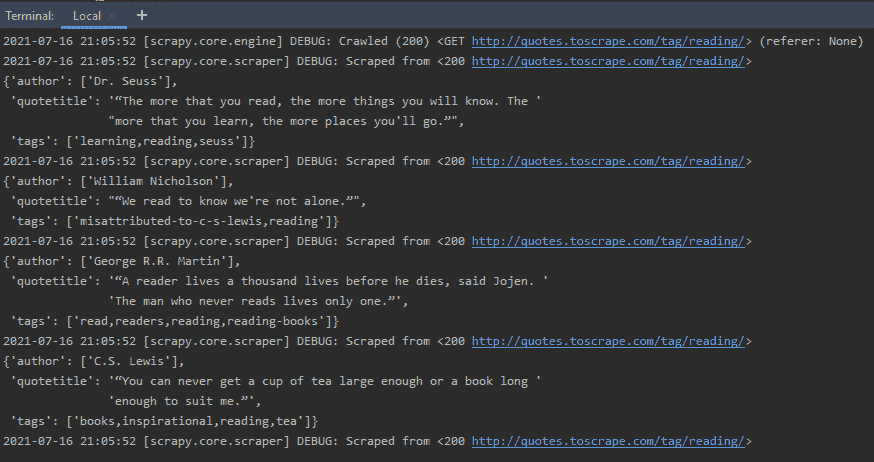 Terminal: Local × +
2021-07-16 21:05:52 [scrapy.core.engine] DEBUG: Crawled (200) <GET http://quotes.toscrape.com/tag/reading/> (referer: None)
2021-07-16 21:05:52 [scrapy.core.scraper] DEBUG: Scraped from <200 http://quotes.toscrape.com/tag/reading/>
{'author': ['Dr. Seuss'],
 'quotetitle': '“The more that you read, the more things you will know. The '
               "more that you learn, the more places you'll go.”",
 'tags': ['learning,reading,seuss']}
2021-07-16 21:05:52 [scrapy.core.scraper] DEBUG: Scraped from <200 http://quotes.toscrape.com/tag/reading/>
{'author': ['William Nicholson'],
 'quotetitle': "“We read to know we're not alone.”",
 'tags': ['misattributed-to-c-s-lewis,reading']}
2021-07-16 21:05:52 [scrapy.core.scraper] DEBUG: Scraped from <200 http://quotes.toscrape.com/tag/reading/>
{'author': ['George R.R. Martin'],
 'quotetitle': '“A reader lives a thousand lives before he dies, said Jojen. '
               'The man who never reads lives only one.”',
 'tags': ['read,readers,reading,reading-books']}
2021-07-16 21:05:52 [scrapy.core.scraper] DEBUG: Scraped from <200 http://quotes.toscrape.com/tag/reading/>
{'author': ['C.S. Lewis'],
 'quotetitle': '“You can never get a cup of tea large enough or a book long '
               'enough to suit me.”',
 'tags': ['books,inspirational,reading,tea']}
2021-07-16 21:05:52 [scrapy.core.scraper] DEBUG: Scraped from <200 http://quotes.toscrape.com/tag/reading/>